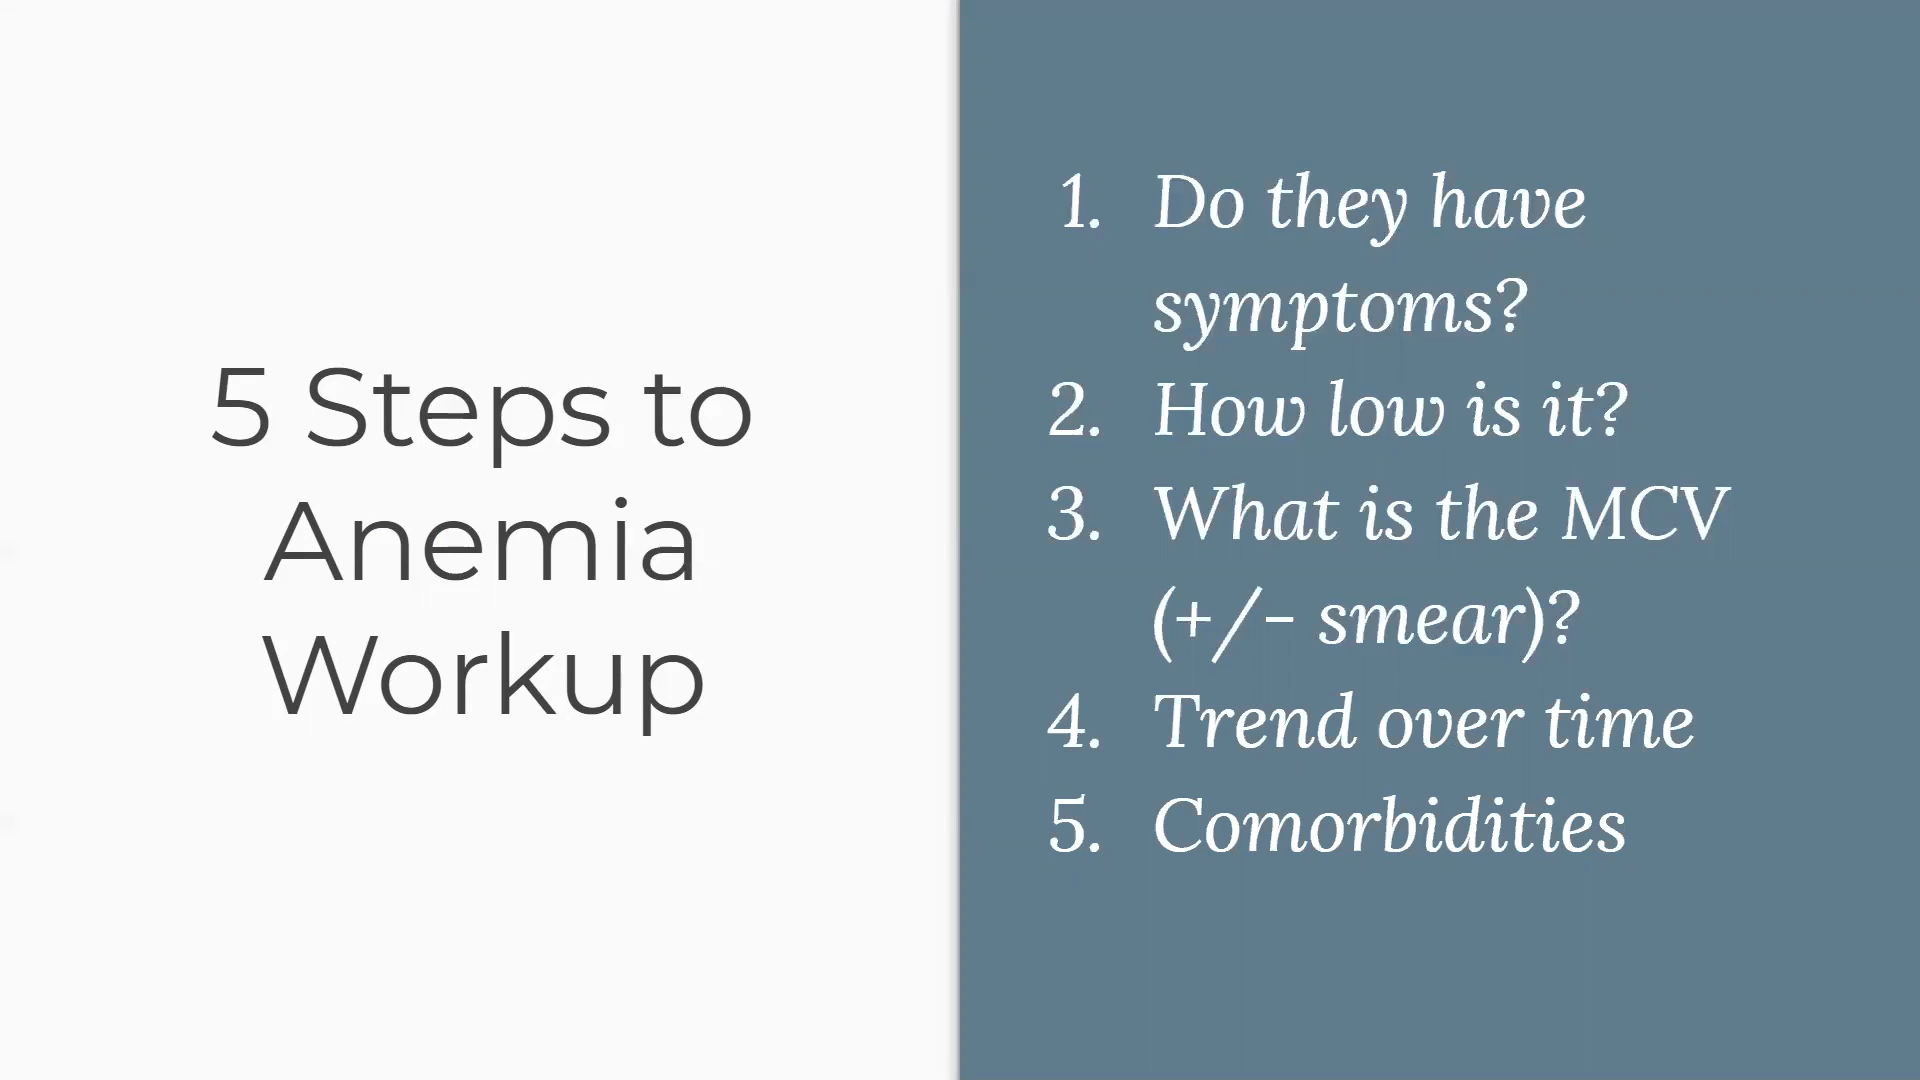 5 Steps to
Anemia
Workup
1. Do they have
symptoms?
2. How low is it?
3. What is the MCV
(+/- smear)?
4. Trend over time
5. Comorbidities